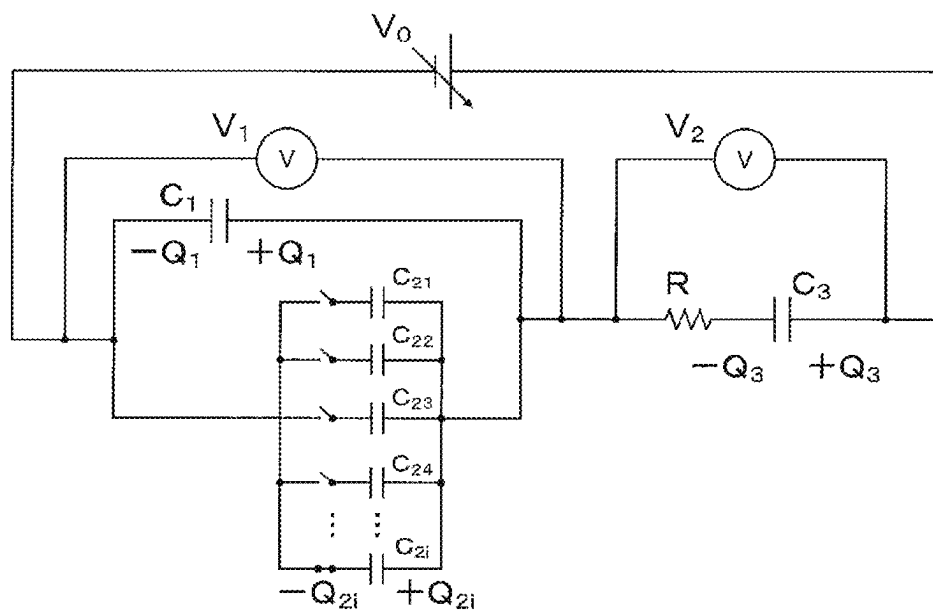 V₀
V₁
V
V₂
V
C₁
−Q₁ +Q₁
R
C₃
−Q₃ +Q₃
C₂₁
C₂₂
C₂₃
C₂₄
C₂ᵢ
−Q₂ᵢ +Q₂ᵢ